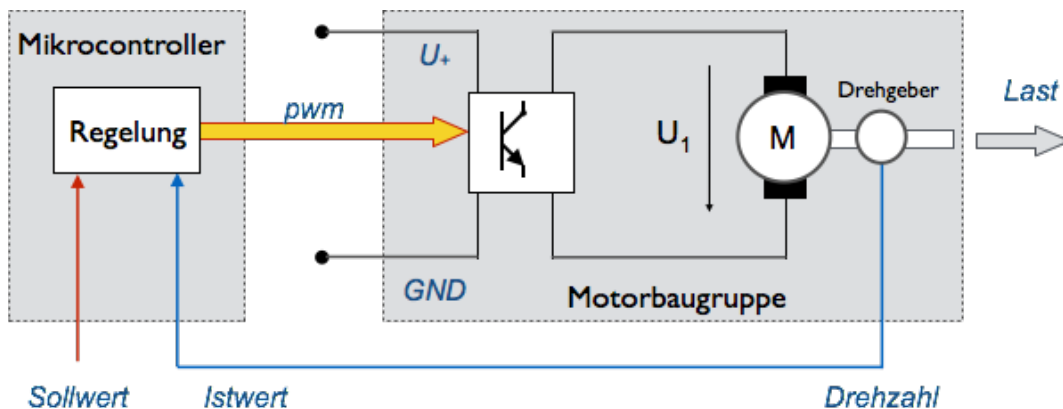 Mikrocontroller
Regelung
pwm
U+
GND
U1
M
Drehgeber
Last
Motorbaugruppe
Sollwert
Istwert
Drehzahl